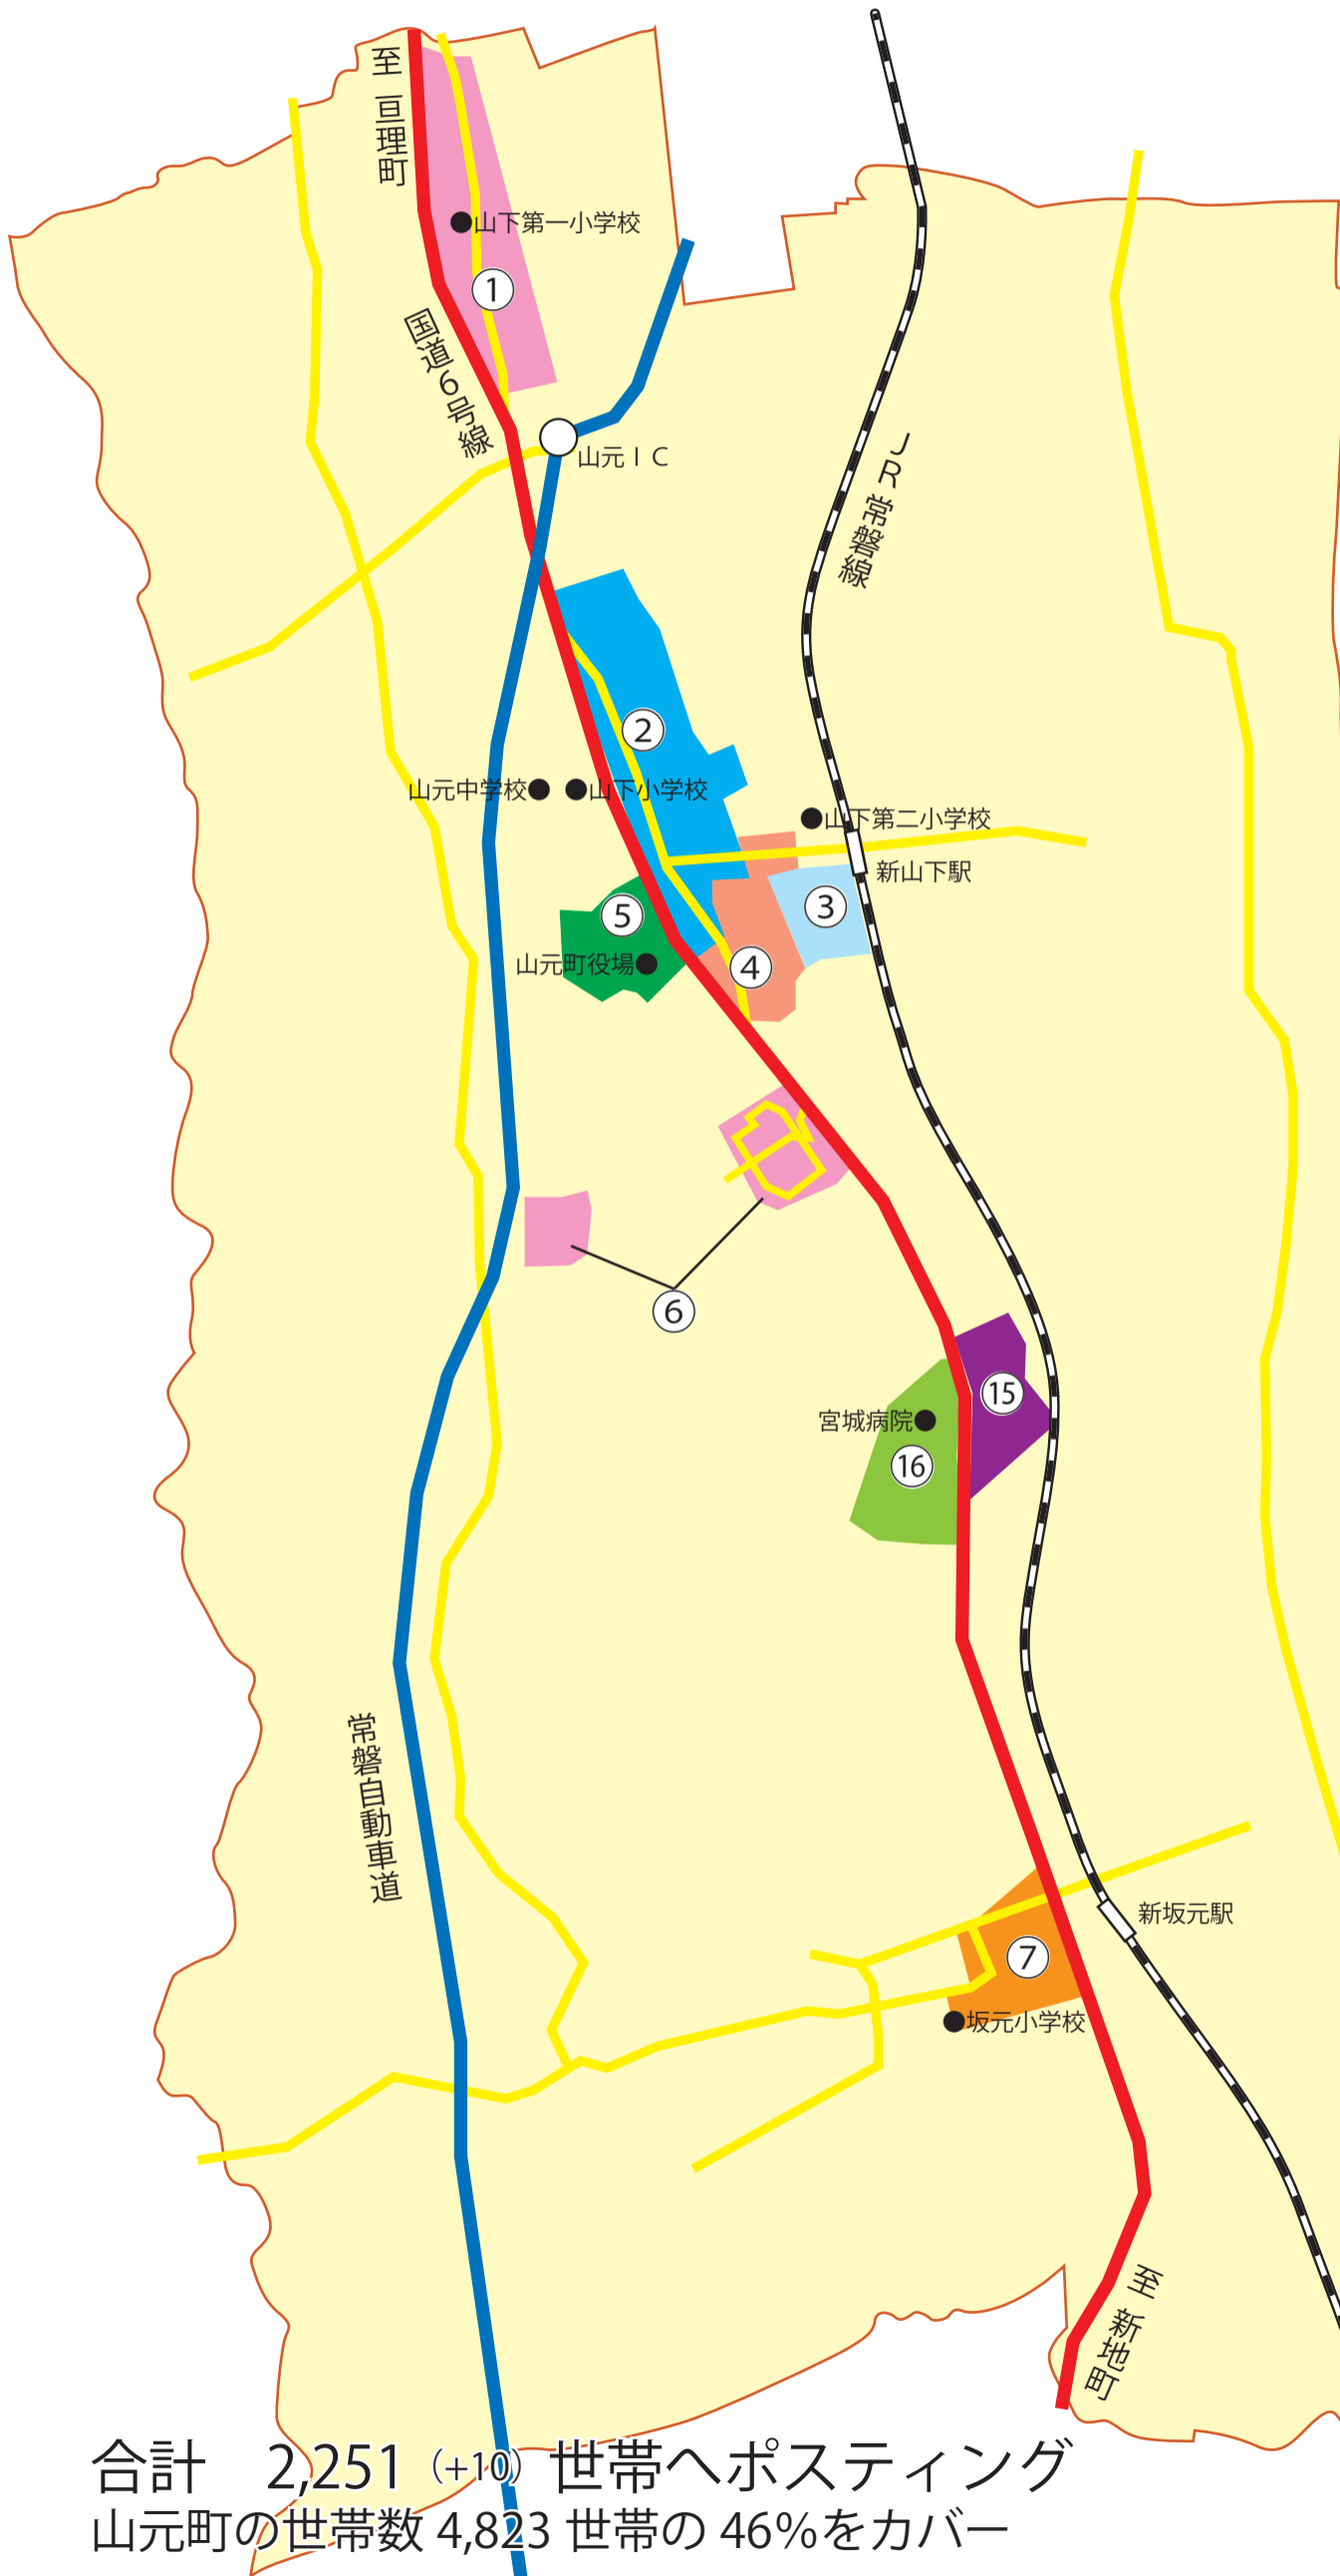 至 亘理町
山下第一小学校
1
国道6号線
山元IC
JR常磐線
2
山元中学校
山下小学校
山下第二小学校
新山下駅
3
5
4
山元町役場
6
15
宮城病院
16
常磐自動車道
新坂元駅
7
坂元小学校
至 新地町
合計 2,251(+10)世帯へポスティング
山元町の世帯数 4,823 世帯の 46%をカバー